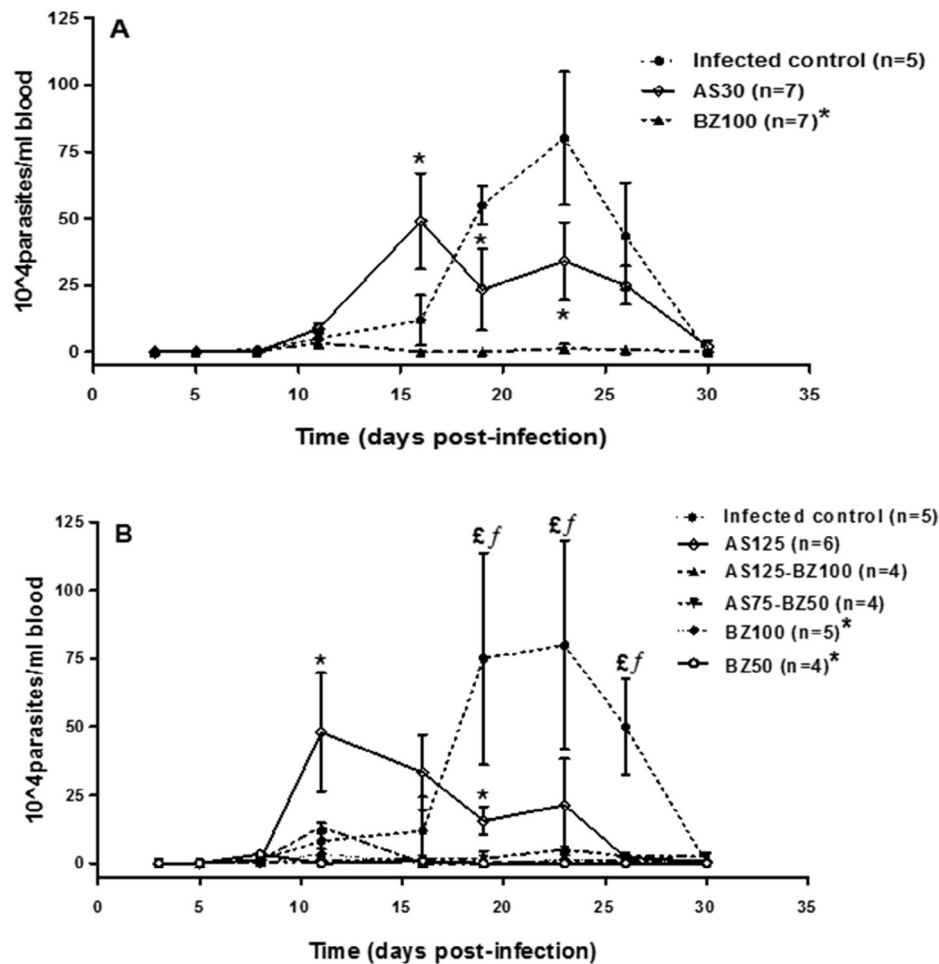 A
125
100
75
50
25
0
10^4parasites/ml blood
Infected control (n=5)
AS30 (n=7)
BZ100 (n=7)*
*
*
*
0 5 10 15 20 25 30 35
Time (days post-infection)
B
125
100
75
50
25
0
10^4parasites/ml blood
Infected control (n=5)
AS125 (n=6)
AS125-BZ100 (n=4)
AS75-BZ50 (n=4)
BZ100 (n=5)*
BZ50 (n=4)*
£ƒ £ƒ
£ƒ
*
*
0 5 10 15 20 25 30 35
Time (days post-infection)